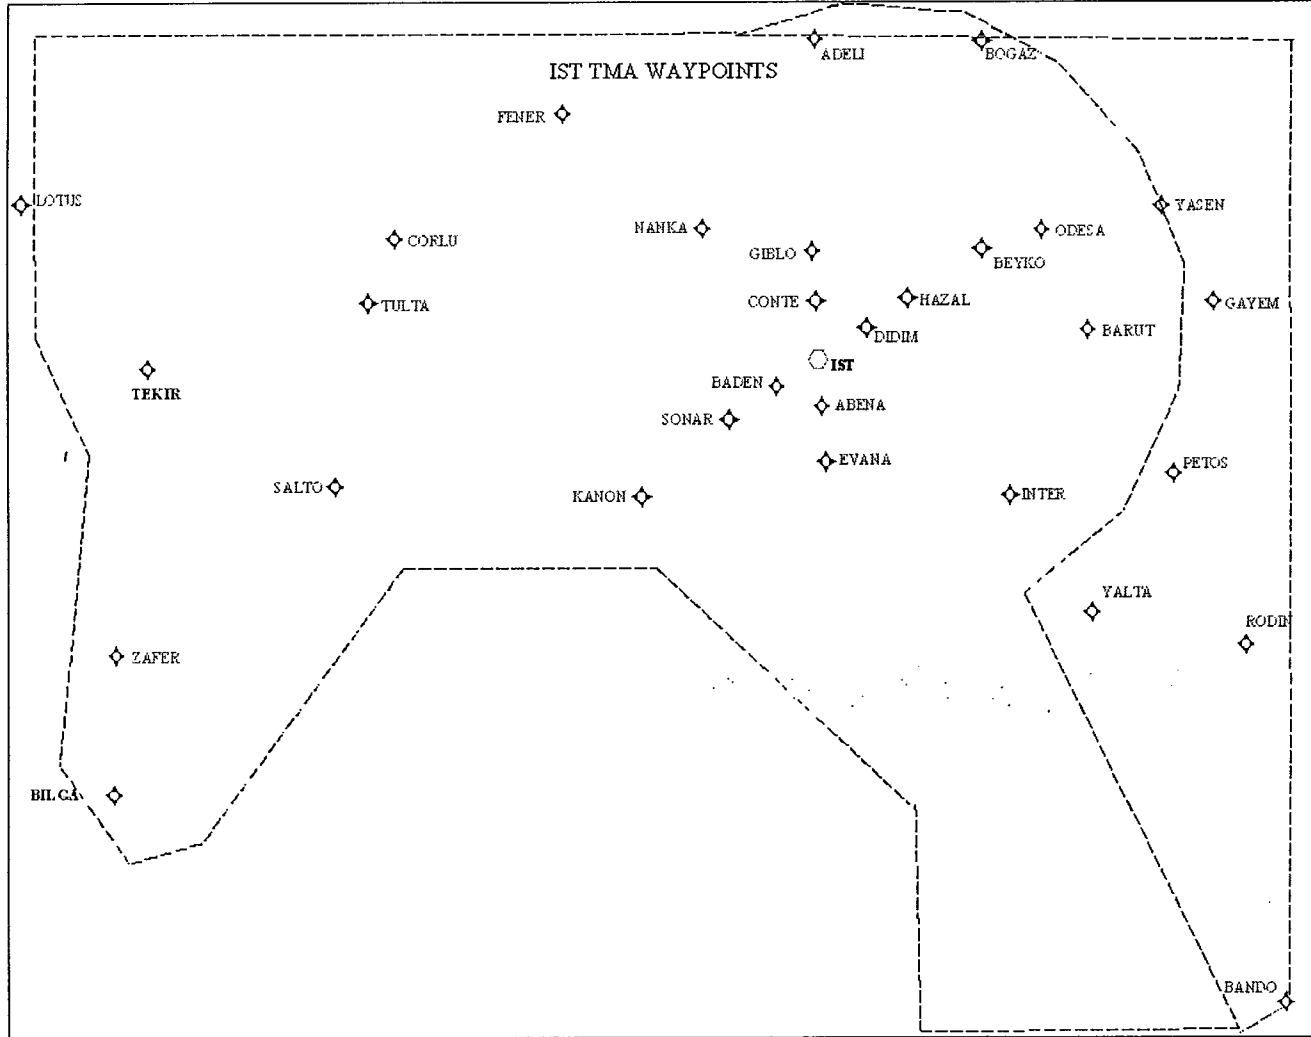 ADELI
BOGAZ
IST TMA WAYPOINTS
FENER
LOTUS
YASEN
CORLU
NANKA
ODESA
GIBLO
BEYKO
TULTA
CONTE
HAZAL
GAYEM
DIDIM
BARUT
IST
TEKIR
BADEN
ABENA
SONAR
EVANA
PETOS
SALTO
KANON
INTER
YALTA
RODIN
ZAFER
BILGA
BANDO